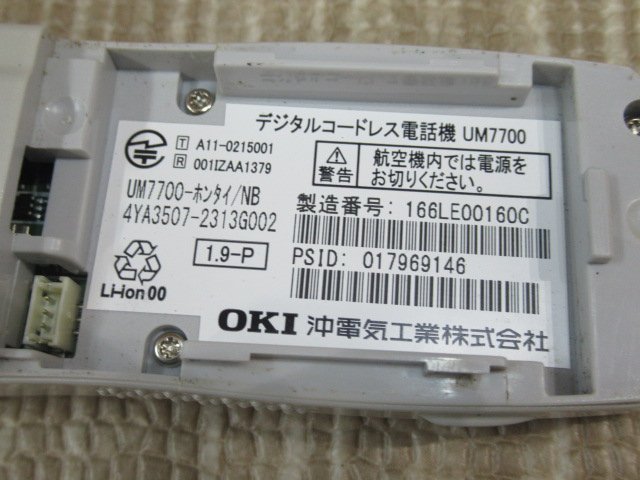 デジタルコードレス電話機 UM7700
T A11-0215001
R 001IZAA1379
UM7700-ホンタイ/NB
4YA3507-2313G002
警告
航空機内では電源を
お切りください。
製造番号: 166LE00160C
1.9-P
PSID: 017969146
Li-ion 00
OKI 沖電気工業株式会社